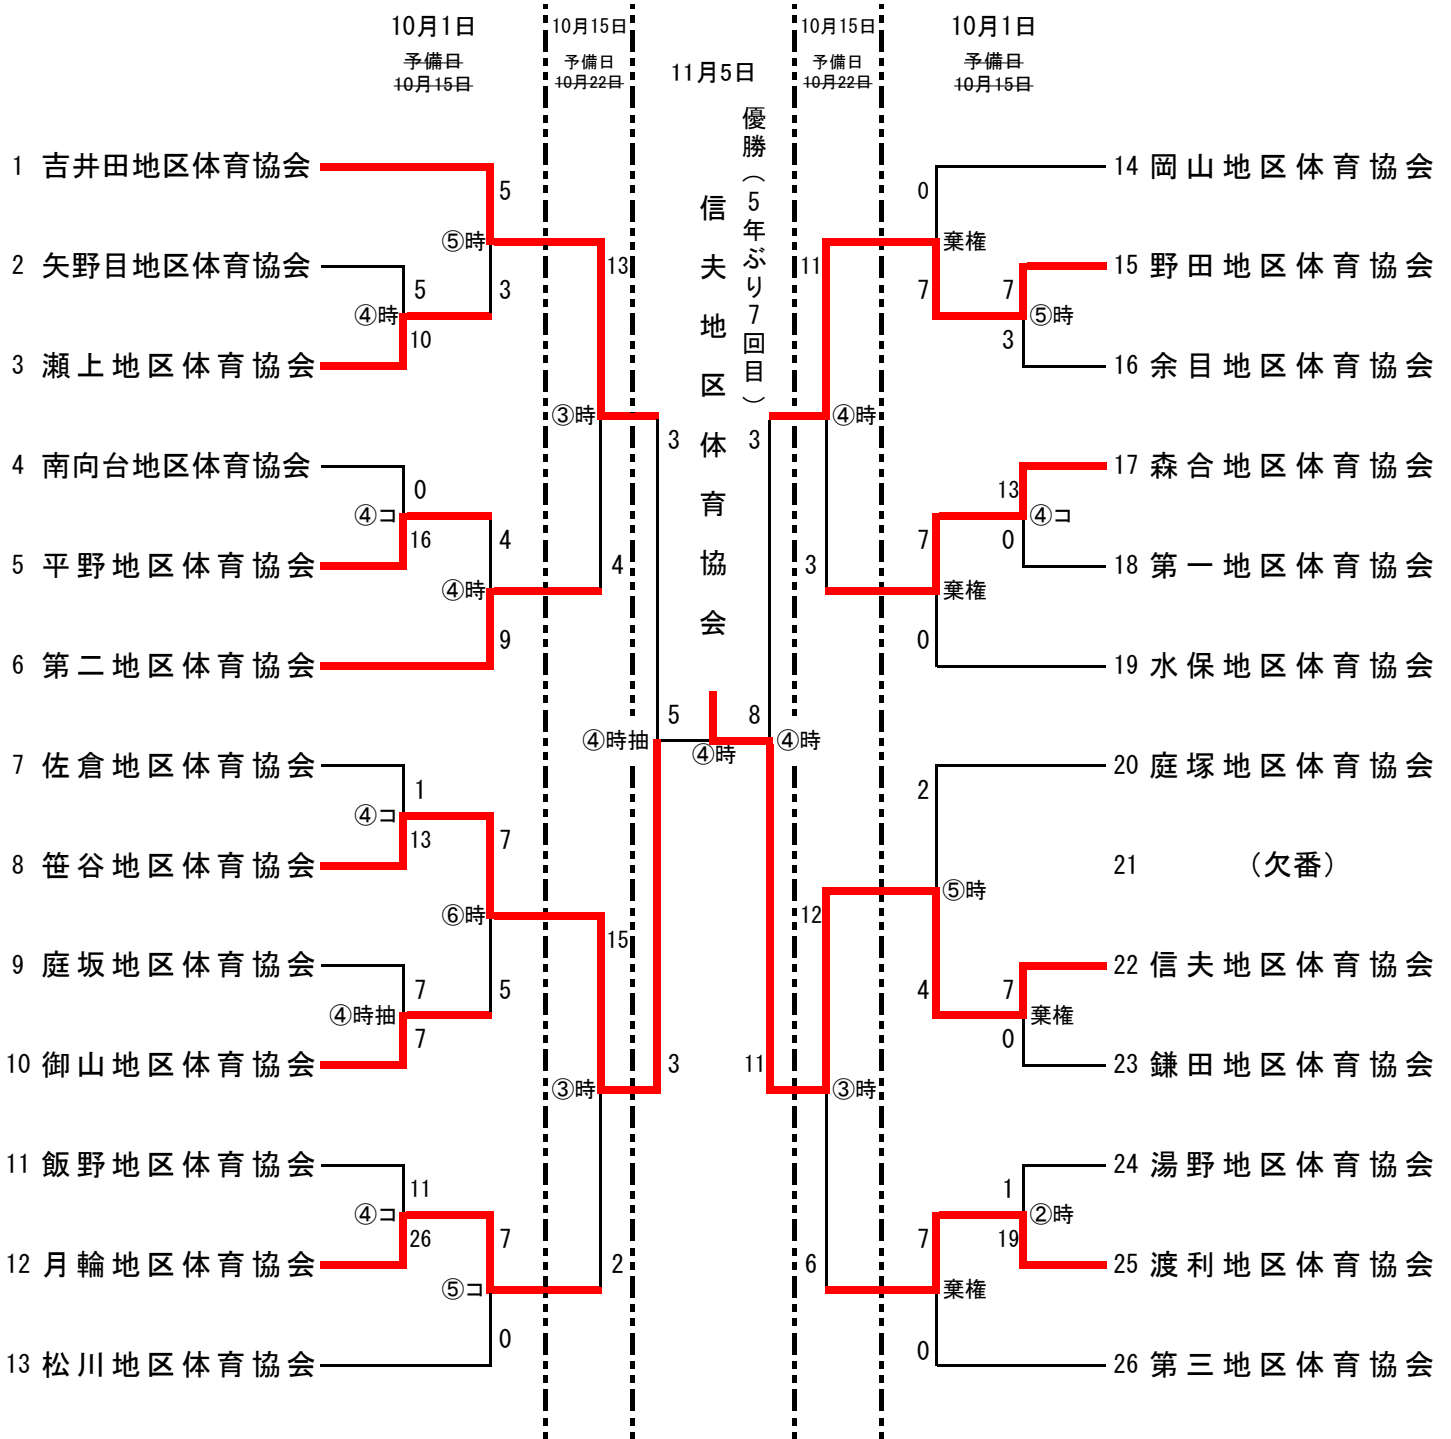 10月1日
予備日
10月15日
10月15日
予備日
10月22日
11月5日
10月15日
予備日
10月22日
10月1日
予備日
10月15日
優勝（5年ぶり7回目）
信夫地区体育協会
1 吉井田地区体育協会
2 矢野目地区体育協会
3 瀬上地区体育協会
4 南向台地区体育協会
5 平野地区体育協会
6 第二地区体育協会
7 佐倉地区体育協会
8 笹谷地区体育協会
9 庭坂地区体育協会
10 御山地区体育協会
11 飯野地区体育協会
12 月輪地区体育協会
13 松川地区体育協会
5
⑤時
3
5
④時
10
0
④コ
16
4
④時
9
1
④コ
13
7
⑥時
5
7
④時抽
7
11
④コ
26
7
⑤コ
0
13
③時
4
15
③時
2
3
④時抽
3
5
④時
8
3
④時
11
11
④時
3
12
③時
6
0
棄権
7
7
⑤時
3
13
④コ
0
7
棄権
0
2
⑤時
4
7
棄権
0
1
②時
19
7
棄権
0
14 岡山地区体育協会
15 野田地区体育協会
16 余目地区体育協会
17 森合地区体育協会
18 第一地区体育協会
19 水保地区体育協会
20 庭塚地区体育協会
21 （欠番）
22 信夫地区体育協会
23 鎌田地区体育協会
24 湯野地区体育協会
25 渡利地区体育協会
26 第三地区体育協会